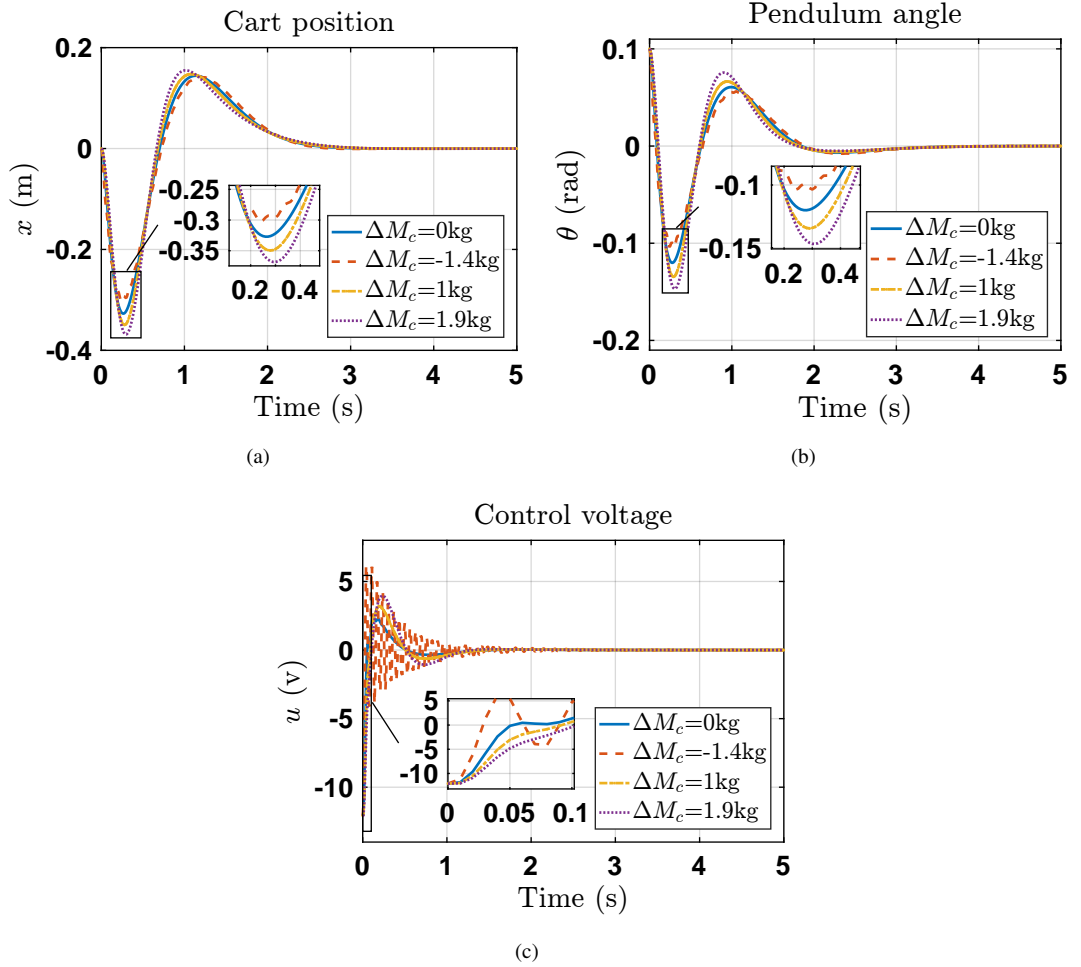 Cart position
0.2
0
-0.2
-0.4
x (m)
-0.25
-0.3
-0.35
0.2 0.4
ΔM_c=0kg
ΔM_c=-1.4kg
ΔM_c=1kg
ΔM_c=1.9kg
0 1 2 3 4 5
Time (s)
(a)
Pendulum angle
0.1
0
-0.1
-0.2
θ (rad)
-0.1
-0.15
0.2 0.4
ΔM_c=0kg
ΔM_c=-1.4kg
ΔM_c=1kg
ΔM_c=1.9kg
0 1 2 3 4 5
Time (s)
(b)
Control voltage
5
0
-5
-10
u (v)
5
0
-5
-10
0 0.05 0.1
ΔM_c=0kg
ΔM_c=-1.4kg
ΔM_c=1kg
ΔM_c=1.9kg
0 1 2 3 4 5
Time (s)
(c)